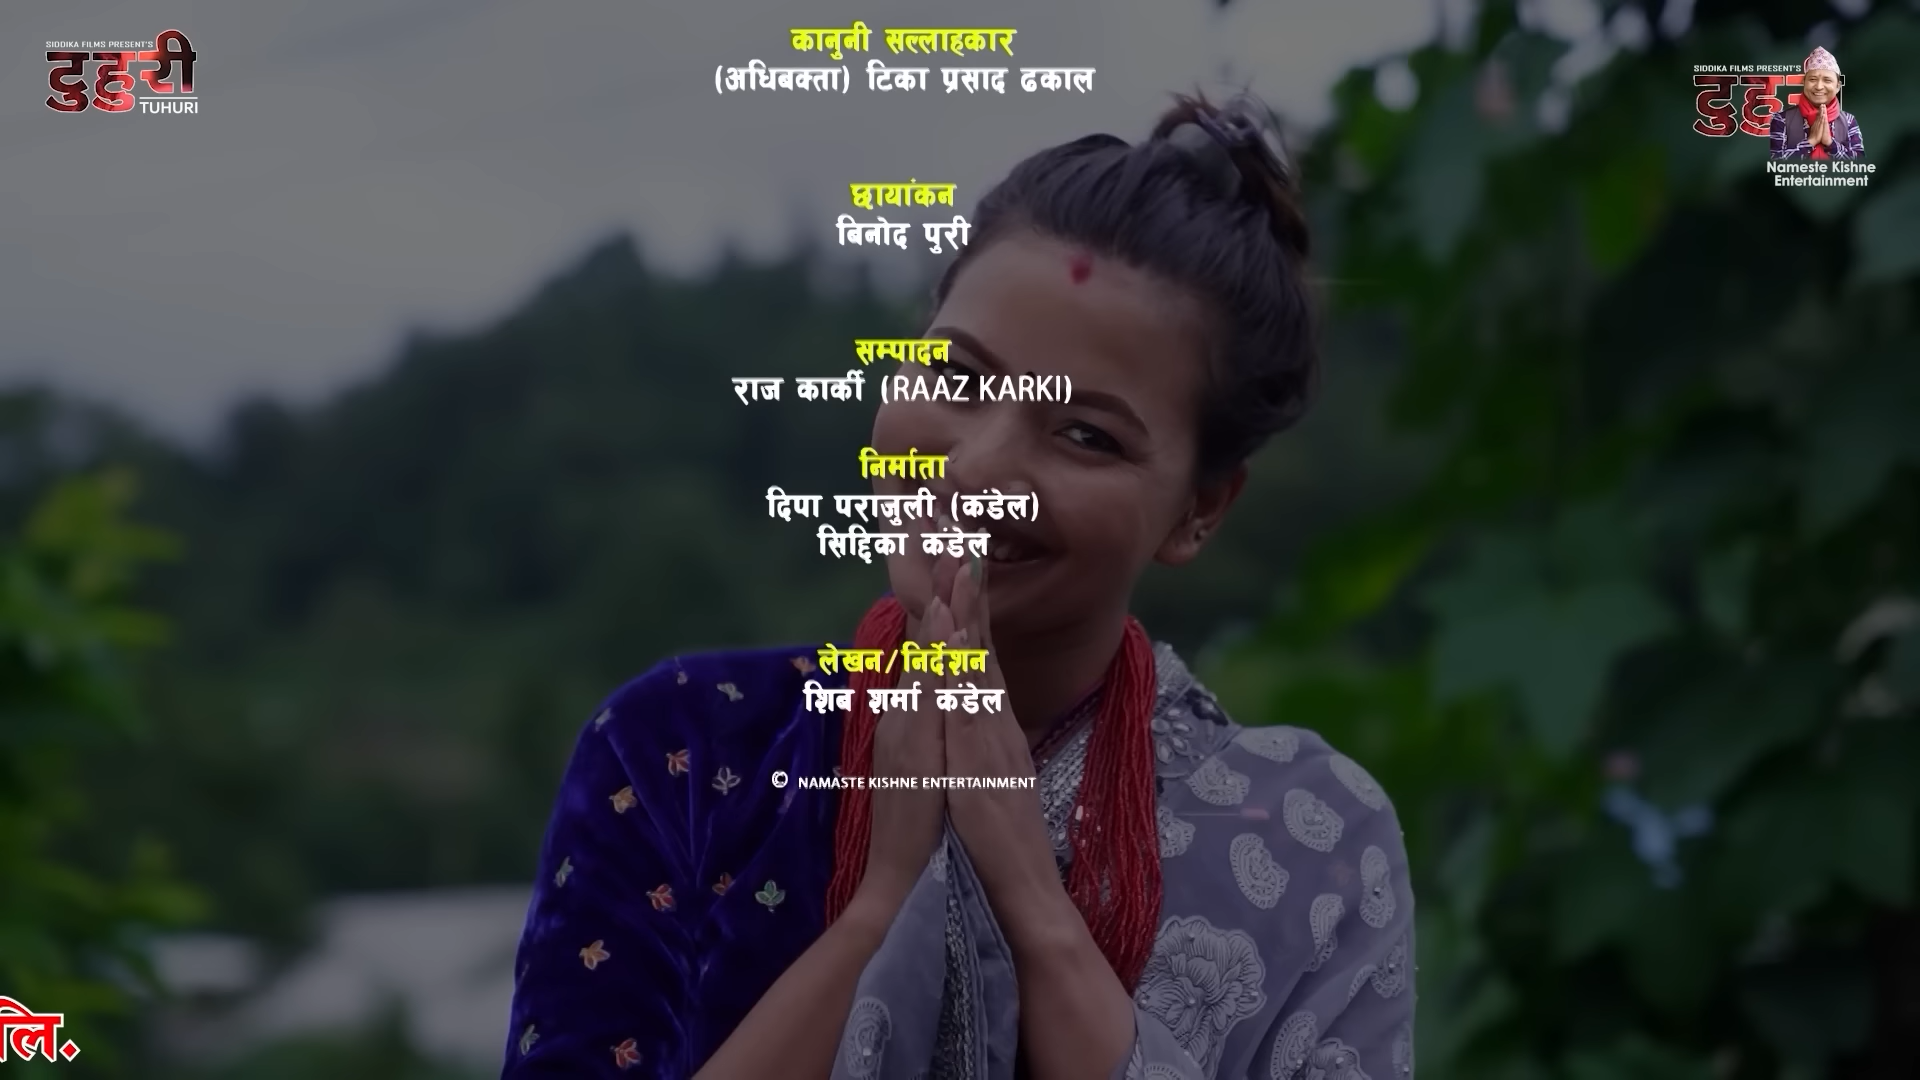 SIDDIKA FILMS PRESENT'S
टुहुरी
TUHURI
SIDDIKA FILMS PRESENT'S
Nameste Kishne
Entertainment
कानुनी सल्लाहकार
(अधिबक्ता) टिका प्रसाद ढकाल
छायांकन
बिनोद पुरी
सम्पादन
राज कार्की (RAAZ KARKI)
निर्माता
दिपा पराजुली (कंडेल)
सिद्दिका कंडेल
लेखन/निर्देशन
शिब शर्मा कंडेल
© NAMASTE KISHNE ENTERTAINMENT
लि.